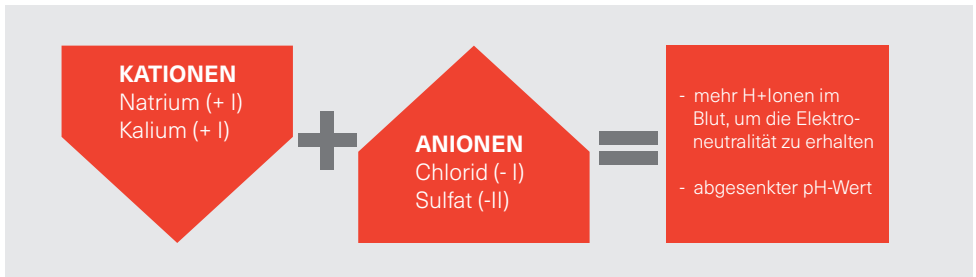 KATIONEN
Natrium (+ I)
Kalium (+ I)
+
ANIONEN
Chlorid (- I)
Sulfat (-II)
=
- mehr H+Ionen im
Blut, um die Elektro-
neutralität zu erhalten
- abgesenkter pH-Wert